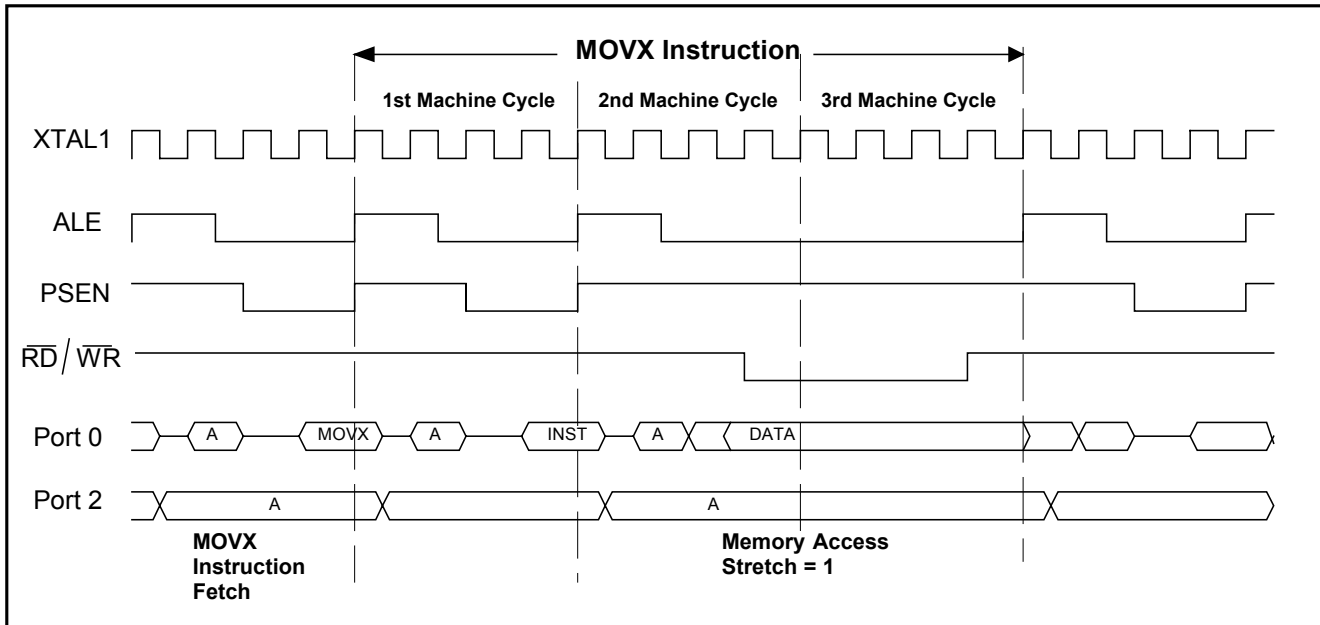 MOVX Instruction
1st Machine Cycle
2nd Machine Cycle
3rd Machine Cycle
XTAL1
ALE
PSEN
RD/WR
Port 0
A
MOVX
A
INST
A
DATA
Port 2
A
A
MOVX
Instruction
Fetch
Memory Access
Stretch = 1